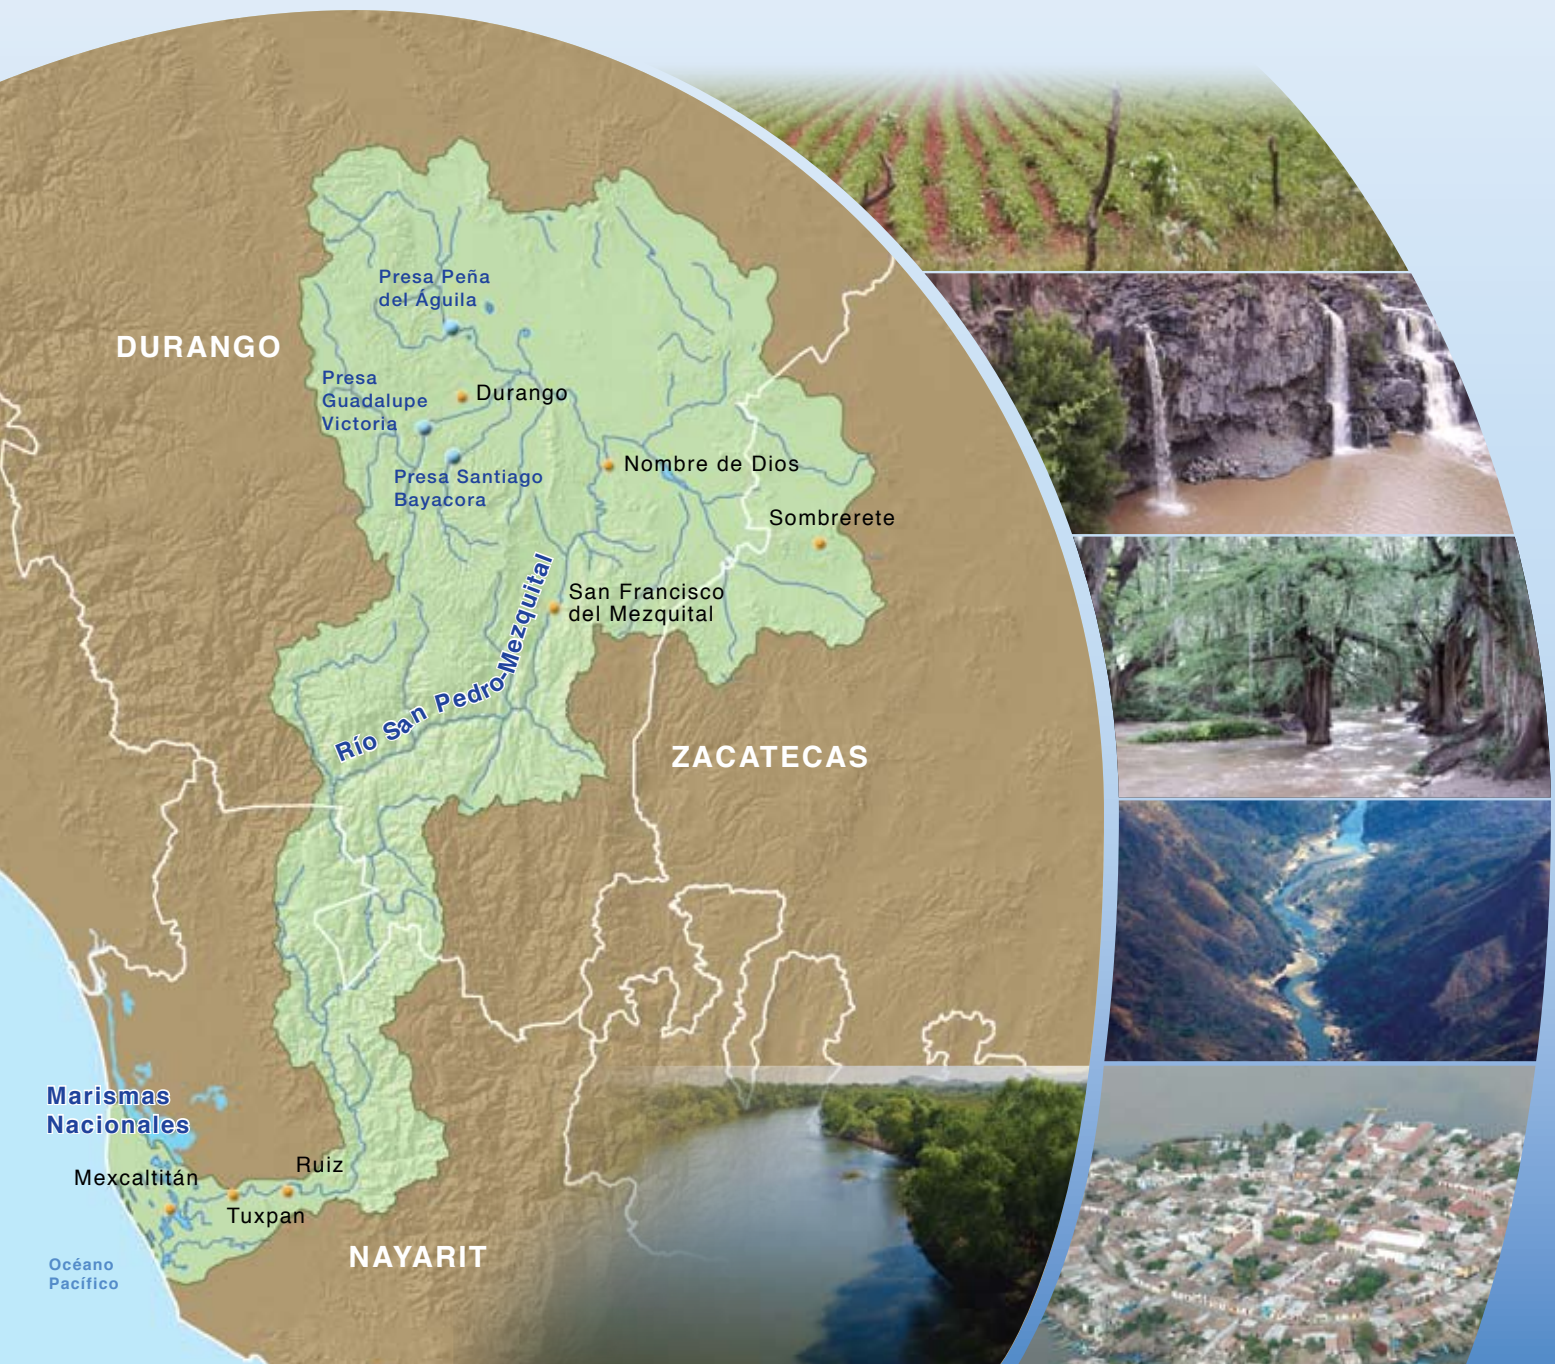 Presa Peña
del Águila
DURANGO
Presa
Guadalupe
Victoria
Durango
Presa Santiago
Bayacora
Nombre de Dios
Sombrerete
San Francisco
del Mezquital
Río San Pedro-Mezquital
ZACATECAS
Marismas
Nacionales
Mexcaltitán
Ruiz
Tuxpan
NAYARIT
Océano
Pacífico